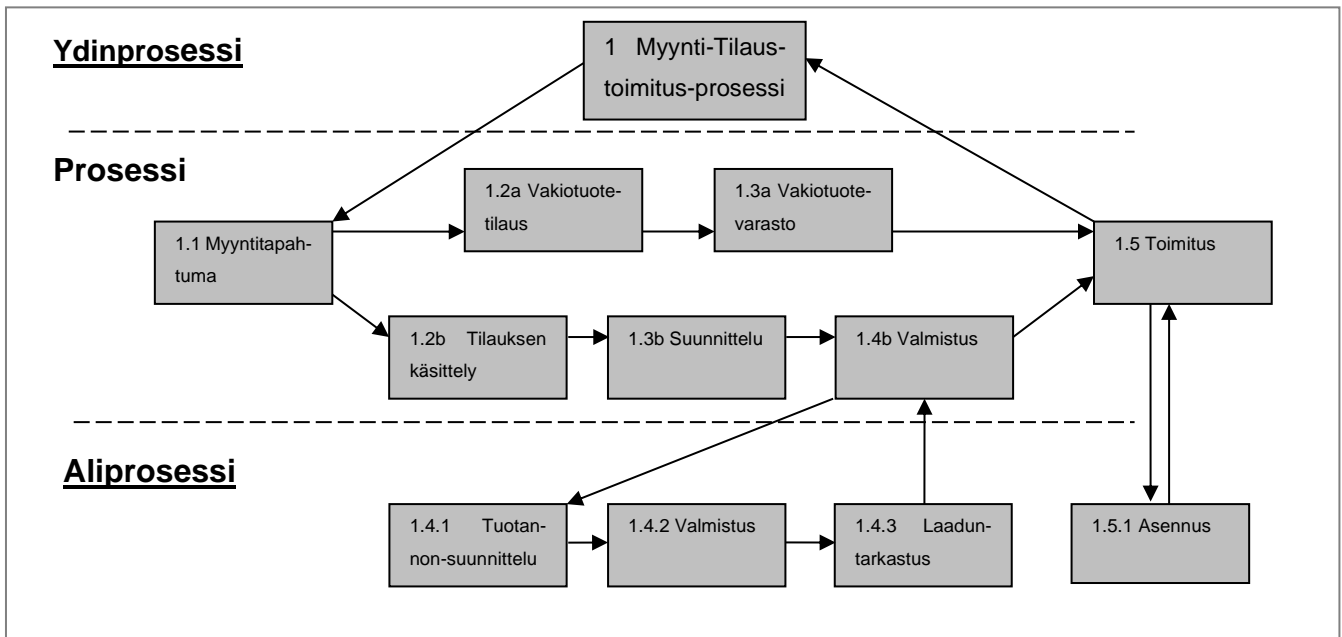 Ydinprosessi
1 Myynti-Tilaus-
toimitus-prosessi
Prosessi
1.2a Vakiotuote-
tilaus
1.3a Vakiotuote-
varasto
1.1 Myyntitapah-
tuma
1.5 Toimitus
1.2b Tilauksen
käsittely
1.3b Suunnittelu
1.4b Valmistus
Aliprosessi
1.4.1 Tuotan-
non-suunnittelu
1.4.2 Valmistus
1.4.3 Laadun-
tarkastus
1.5.1 Asennus